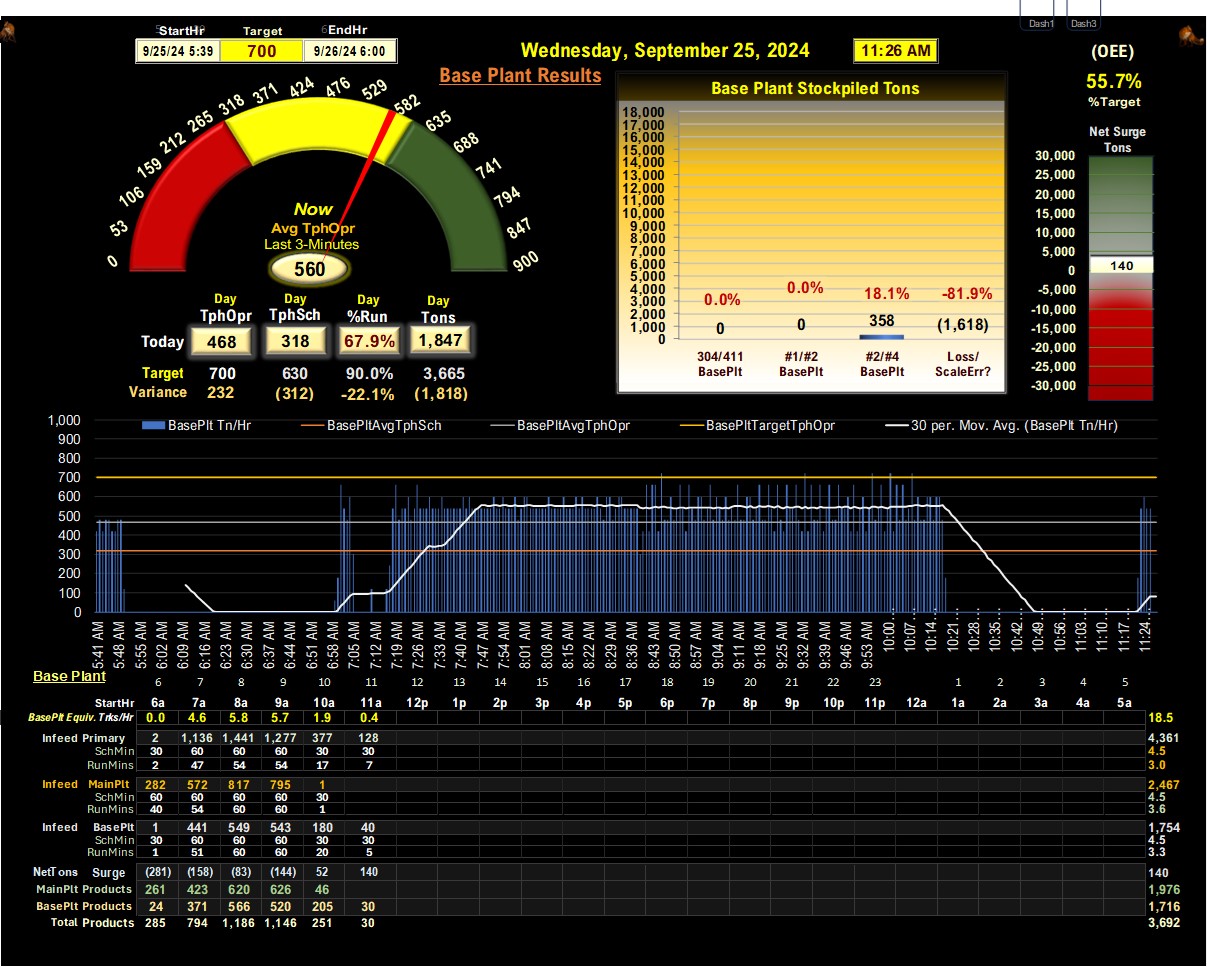 Dash1 Dash3
StartHr Target EndHr
9/25/24 5:39 700 9/26/24 6:00
Wednesday, September 25, 2024 11:26 AM (OEE)
55.7%
%Target
Base Plant Results
Base Plant Stockpiled Tons
Net Surge
Tons
0 53 106 159 212 265 318 371 424 476 529 582 635 688 741 794 847 900
Now
Avg TphOpr
Last 3-Minutes
560
18,000
17,000
16,000
15,000
14,000
13,000
12,000
11,000
10,000
9,000
8,000
7,000
6,000
5,000
4,000
3,000
2,000
1,000
0
0.0% 0.0% 18.1% -81.9%
0 0 358 (1,618)
304/411 #1/#2 #2/#4 Loss/
BasePlt BasePlt BasePlt ScaleErr?
30,000
25,000
20,000
15,000
10,000
5,000
0
-5,000
-10,000
-15,000
-20,000
-25,000
-30,000
140
Day Day Day Day
TphOpr TphSch %Run Tons
Today 468 318 67.9% 1,847
Target 700 630 90.0% 3,665
Variance 232 (312) -22.1% (1,818)
BasePlt Tn/Hr BasePltAvgTphSch BasePltAvgTphOpr BasePltTargetTphOpr 30 per. Mov. Avg. (BasePlt Tn/Hr)
1,000
900
800
700
600
500
400
300
200
100
0
5:41 AM 5:48 AM 5:55 AM 6:02 AM 6:09 AM 6:16 AM 6:23 AM 6:30 AM 6:37 AM 6:44 AM 6:51 AM 6:58 AM 7:05 AM 7:12 AM 7:19 AM 7:26 AM 7:33 AM 7:40 AM 7:47 AM 7:54 AM 8:01 AM 8:08 AM 8:15 AM 8:22 AM 8:29 AM 8:36 AM 8:43 AM 8:50 AM 8:57 AM 9:04 AM 9:11 AM 9:18 AM 9:25 AM 9:32 AM 9:39 AM 9:46 AM 9:53 AM 10:00... 10:07... 10:14... 10:21... 10:28... 10:35... 10:42... 10:49... 10:56... 11:03... 11:10... 11:17... 11:24...
Base Plant
6 7 8 9 10 11 12 13 14 15 16 17 18 19 20 21 22 23 1 2 3 4 5
StartHr 6a 7a 8a 9a 10a 11a 12p 1p 2p 3p 4p 5p 6p 7p 8p 9p 10p 11p 12a 1a 2a 3a 4a 5a
BasePlt Equiv. Trks/Hr 0.0 4.6 5.8 5.7 1.9 0.4 18.5
Infeed Primary 2 1,136 1,441 1,277 377 128 4,361
SchMin 30 60 60 60 30 30 4.5
RunMins 2 47 54 54 17 7 3.0
Infeed MainPlt 282 572 817 795 1 2,467
SchMin 60 60 60 60 30 4.5
RunMins 40 54 60 60 1 3.6
Infeed BasePlt 1 441 549 543 180 40 1,754
SchMin 30 60 60 60 30 30 4.5
RunMins 1 51 60 60 20 5 3.3
NetTons Surge (281) (158) (83) (144) 52 140 140
MainPlt Products 261 423 620 626 46 1,976
BasePlt Products 24 371 566 520 205 30 1,716
Total Products 285 794 1,186 1,146 251 30 3,692